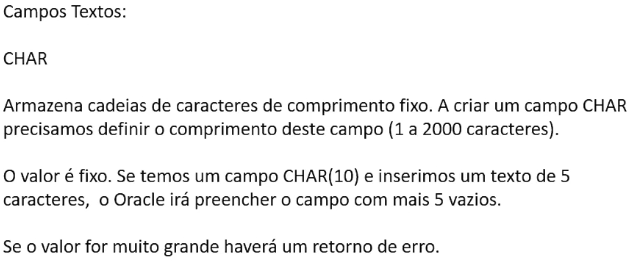 Campos Textos:
CHAR
Armazena cadeias de caracteres de comprimento fixo. A criar um campo CHAR
precisamos definir o comprimento deste campo (1 a 2000 caracteres).
O valor é fixo. Se temos um campo CHAR(10) e inserimos um texto de 5
caracteres,  o Oracle irá preencher o campo com mais 5 vazios.
Se o valor for muito grande haverá um retorno de erro.